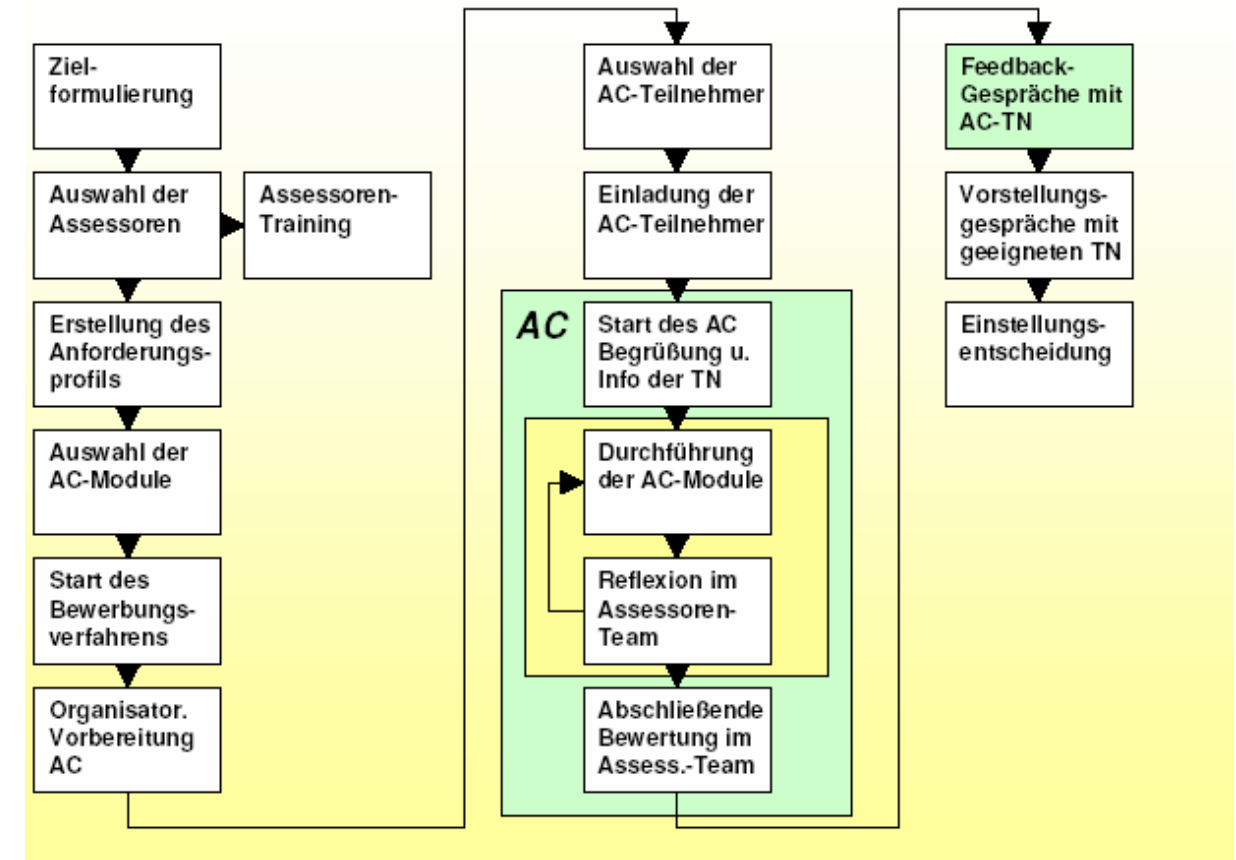 Ziel-
formulierung
Auswahl der
Assessoren
Assessoren-
Training
Erstellung des
Anforderungs-
profils
Auswahl der
AC-Module
Start des
Bewerbungs-
verfahrens
Organisator.
Vorbereitung
AC
Auswahl der
AC-Teilnehmer
Einladung der
AC-Teilnehmer
AC
Start des AC
Begrüßung u.
Info der TN
Durchführung
der AC-Module
Reflexion im
Assessoren-
Team
Abschließende
Bewertung im
Assess.-Team
Feedback-
Gespräche mit
AC-TN
Vorstellungs-
gespräche mit
geeigneten TN
Einstellungs-
entscheidung